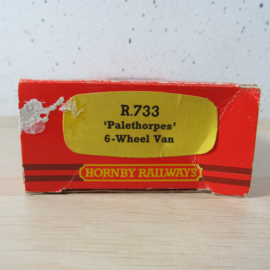 R.733
‘Palethorpes’
6-Wheel Van
HORNBY RAILWAYS